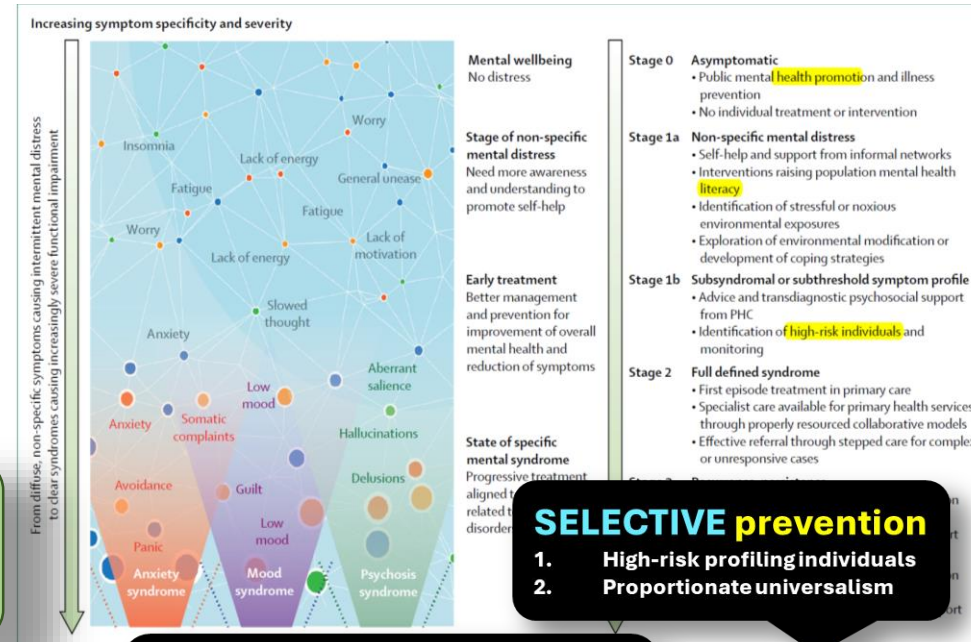 Increasing symptom specificity and severity
From diffuse, non-specific symptoms causing intermittent mental distress
to clear syndromes causing increasingly severe functional impairment
Worry
Insomnia
Lack of energy
General unease
Fatigue
Fatigue
Worry
Lack of
motivation
Lack of energy
Slowed
thought
Anxiety
Aberrant
salience
Low
mood
Anxiety
Somatic
complaints
Hallucinations
Avoidance
Guilt
Delusions
Low
mood
Panic
Anxiety
syndrome
Mood
syndrome
Psychosis
syndrome
Mental wellbeing
No distress
Stage of non-specific
mental distress
Need more awareness
and understanding to
promote self-help
Early treatment
Better management
and prevention for
improvement of overall
mental health and
reduction of symptoms
State of specific
mental syndrome
Progressive treatment
aligned
related
disorder
Stage 0 Asymptomatic
• Public mental health promotion and illness
prevention
• No individual treatment or intervention
Stage 1a Non-specific mental distress
• Self-help and support from informal networks
• Interventions raising population mental health
literacy
• Identification of stressful or noxious
environmental exposures
• Exploration of environmental modification or
development of coping strategies
Stage 1b Subsyndromal or subthreshold symptom profile
• Advice and transdiagnostic psychosocial support
from PHC
• Identification of high-risk individuals and
monitoring
Stage 2 Full defined syndrome
• First episode treatment in primary care
• Specialist care available for primary health services
through properly resourced collaborative models
• Effective referral through stepped care for complex
or unresponsive cases
SELECTIVE prevention
1. High-risk profiling individuals
2. Proportionate universalism